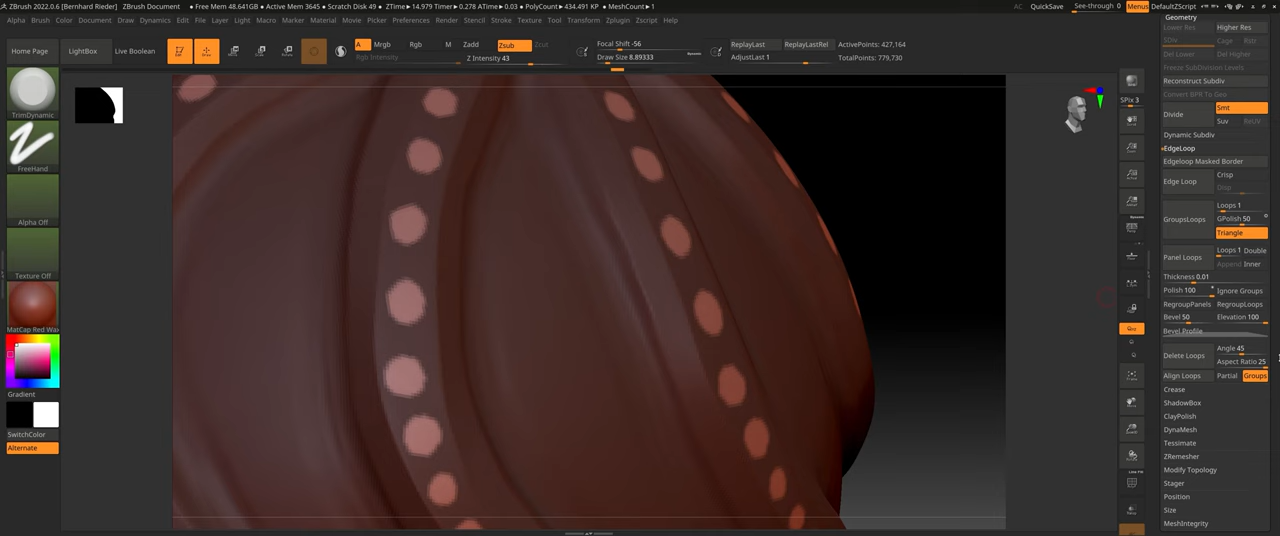 ZBrush 2022.0.6 [Bernhard Rieder] ZBrush Document ● Free Mem 48.641GB ● Active Mem 3645 ● Scratch Disk 49 ● ZTime▸14.979 Timer▸0.278 ATime▸0.03 ● PolyCount▸434.491 KP ● MeshCount▸1 AC QuickSave See-through 0 Menus DefaultZScript
Alpha Brush Color Document Draw Dynamics Edit File Layer Light Macro Marker Material Movie Picker Preferences Render Stencil Stroke Texture Tool Transform Zplugin Zscript Help
Home Page LightBox Live Boolean Edit Draw
A Mrgb Rgb M Zadd Zsub Zcut
Rgb Intensity Z Intensity 43
Focal Shift -56
Draw Size 8.89333 Dynamic
ReplayLast ReplayLastRel
AdjustLast 1
ActivePoints: 427,164
TotalPoints: 779,730
TrimDynamic
FreeHand
Alpha Off
Texture Off
MatCap Red Wax
Gradient
SwitchColor
Alternate
SPix 3
Dynamic
Persp
Line Fill
Geometry
Lower Res Higher Res
SDiv Cage Rstr
Del Lower Del Higher
Freeze SubDivision Levels
Reconstruct Subdiv
Convert BPR To Geo
Divide Smt
Suv ReUV
Dynamic Subdiv
EdgeLoop
Edgeloop Masked Border
Edge Loop Crisp
Disp
GroupsLoops Loops 1
GPolish 50
Triangle
Panel Loops Loops 1 Double
Append Inner
Thickness 0.01
Polish 100 Ignore Groups
RegroupPanels RegroupLoops
Bevel 50 Elevation 100
Bevel Profile
Delete Loops Angle 45
Aspect Ratio 25
Align Loops Partial Groups
Crease
ShadowBox
ClayPolish
DynaMesh
Tessimate
ZRemesher
Modify Topology
Stager
Position
Size
MeshIntegrity